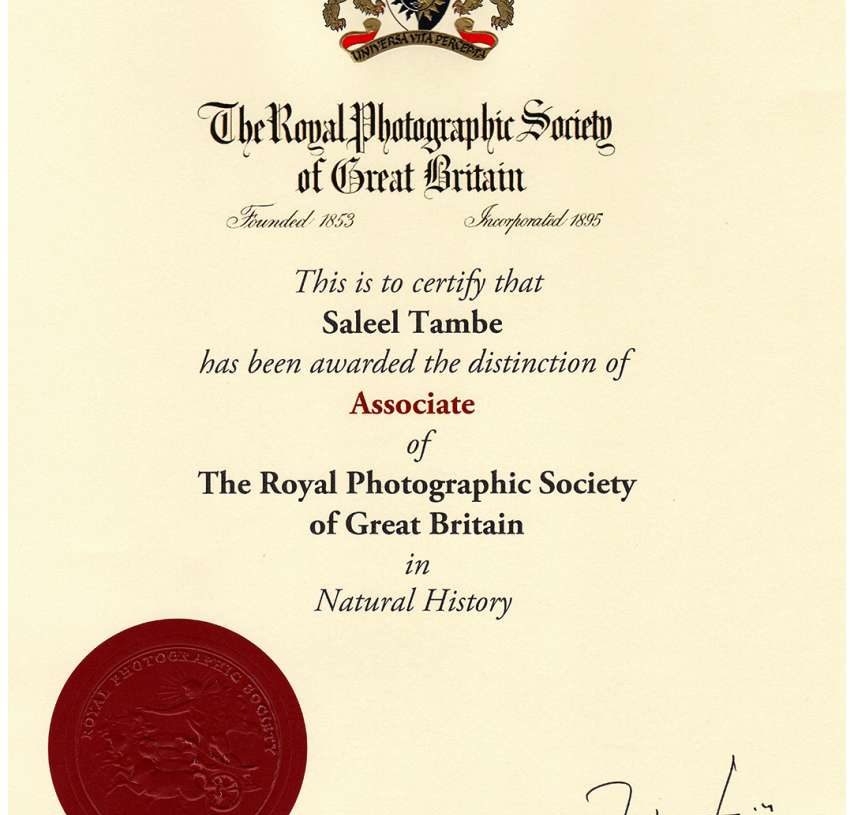 UNIVERSA VITA PERCEPTA
The Royal Photographic Society
of Great Britain
Founded 1853 Incorporated 1895
This is to certify that
Saleel Tambe
has been awarded the distinction of
Associate
of
The Royal Photographic Society
of Great Britain
in
Natural History
ROYAL PHOTOGRAPHIC SOCIETY